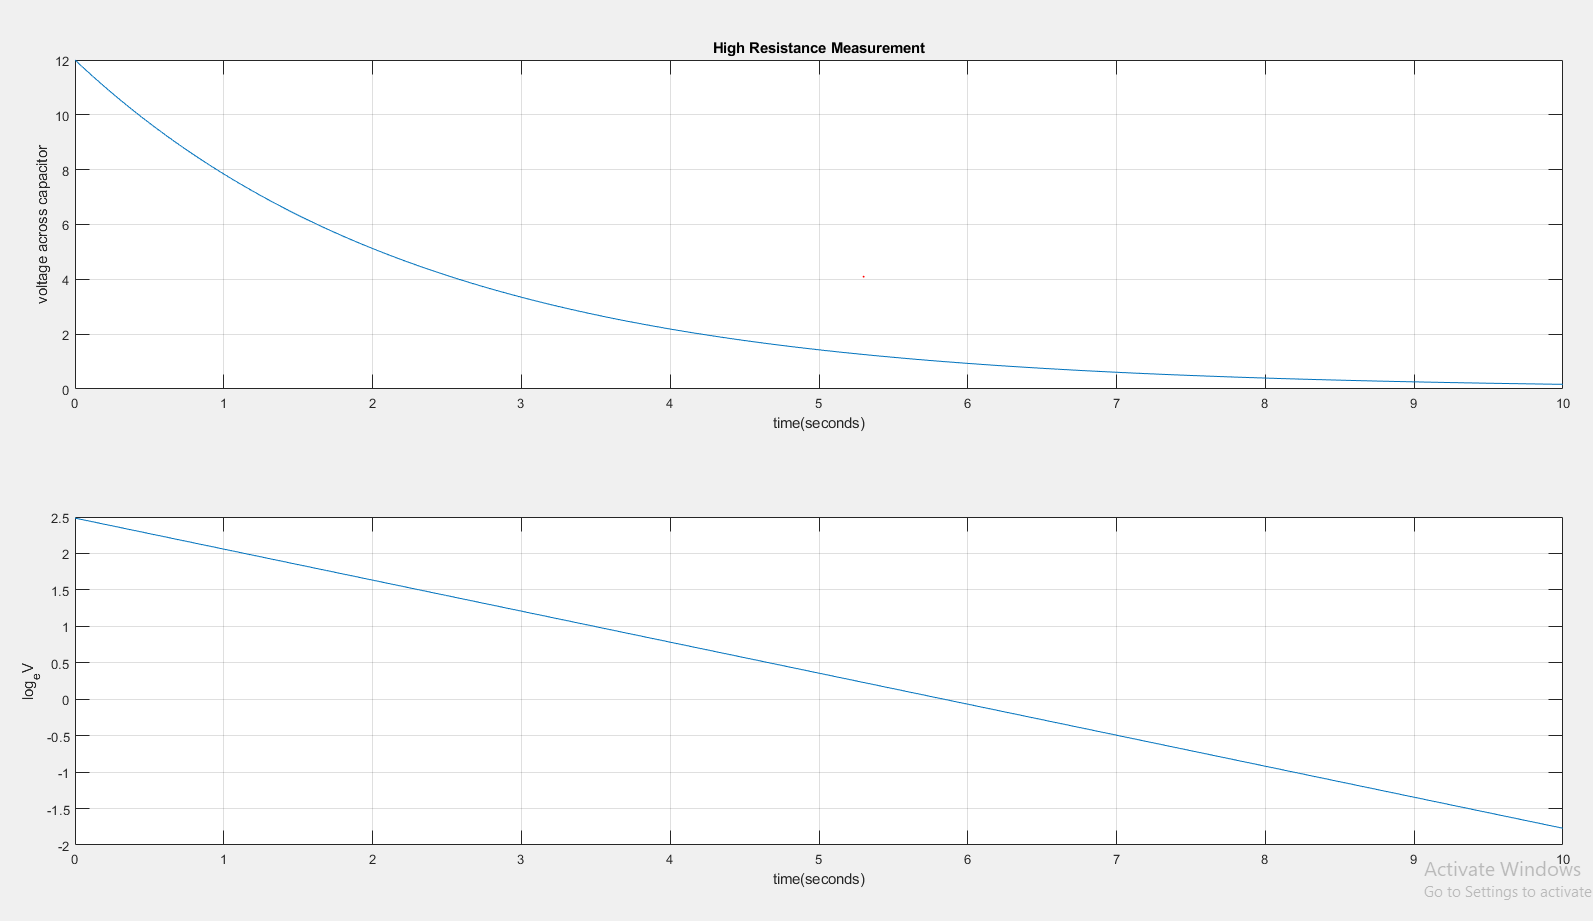 High Resistance Measurement
12
10
8
6
4
2
0
voltage across capacitor
0 1 2 3 4 5 6 7 8 9 10
time(seconds)
2.5
2
1.5
1
0.5
0
-0.5
-1
-1.5
-2
logeV
0 1 2 3 4 5 6 7 8 9 10
time(seconds)
Activate Windows
Go to Settings to activate